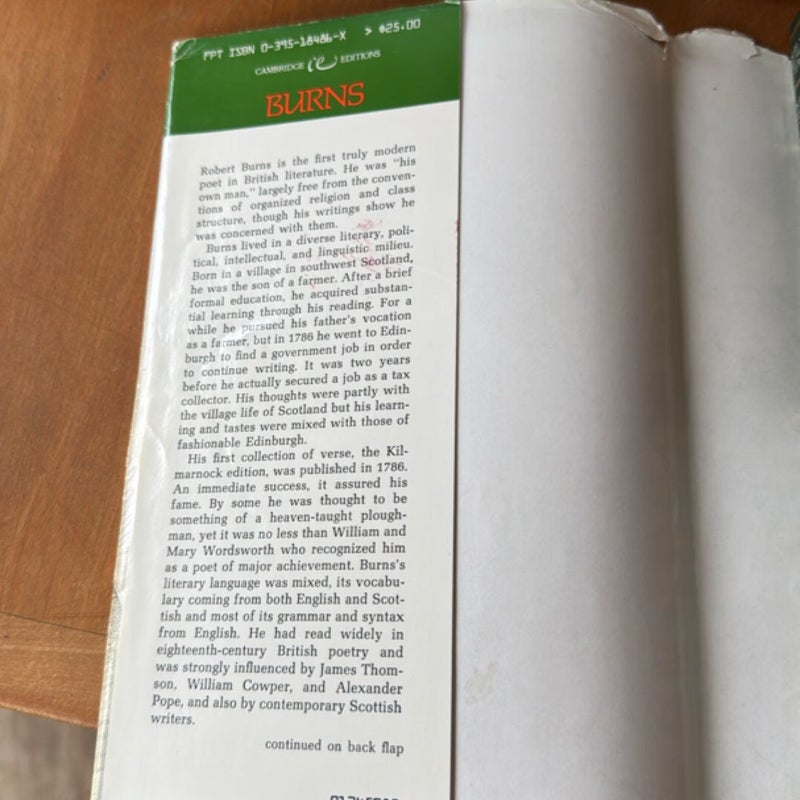 FPT ISBN 0-395-18486-X > $25.00
CAMBRIDGE EDITIONS
BURNS
Robert Burns is the first truly modern
poet in British literature. He was "his
own man," largely free from the conven-
tions of organized religion and class
structure, though his writings show he
was concerned with them.
Burns lived in a diverse literary, poli-
tical, intellectual, and linguistic milieu.
Born in a village in southwest Scotland,
he was the son of a farmer. After a brief
formal education, he acquired substan-
tial learning through his reading. For a
while he pursued his father's vocation
as a farmer, but in 1786 he went to Edin-
burgh to find a government job in order
to continue writing. It was two years
before he actually secured a job as a tax
collector. His thoughts were partly with
the village life of Scotland but his learn-
ing and tastes were mixed with those of
fashionable Edinburgh.
His first collection of verse, the Kil-
marnock edition, was published in 1786.
An immediate success, it assured his
fame. By some he was thought to be
something of a heaven-taught plough-
man, yet it was no less than William and
Mary Wordsworth who recognized him
as a poet of major achievement. Burns's
literary language was mixed, its vocabu-
lary coming from both English and Scot-
tish and most of its grammar and syntax
from English. He had read widely in
eighteenth-century British poetry and
was strongly influenced by James Thom-
son, William Cowper, and Alexander
Pope, and also by contemporary Scottish
writers.
continued on back flap